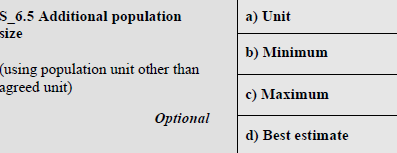 S_6.5 Additional population
size
(using population unit other than
agreed unit)
Optional
a) Unit
b) Minimum
c) Maximum
d) Best estimate